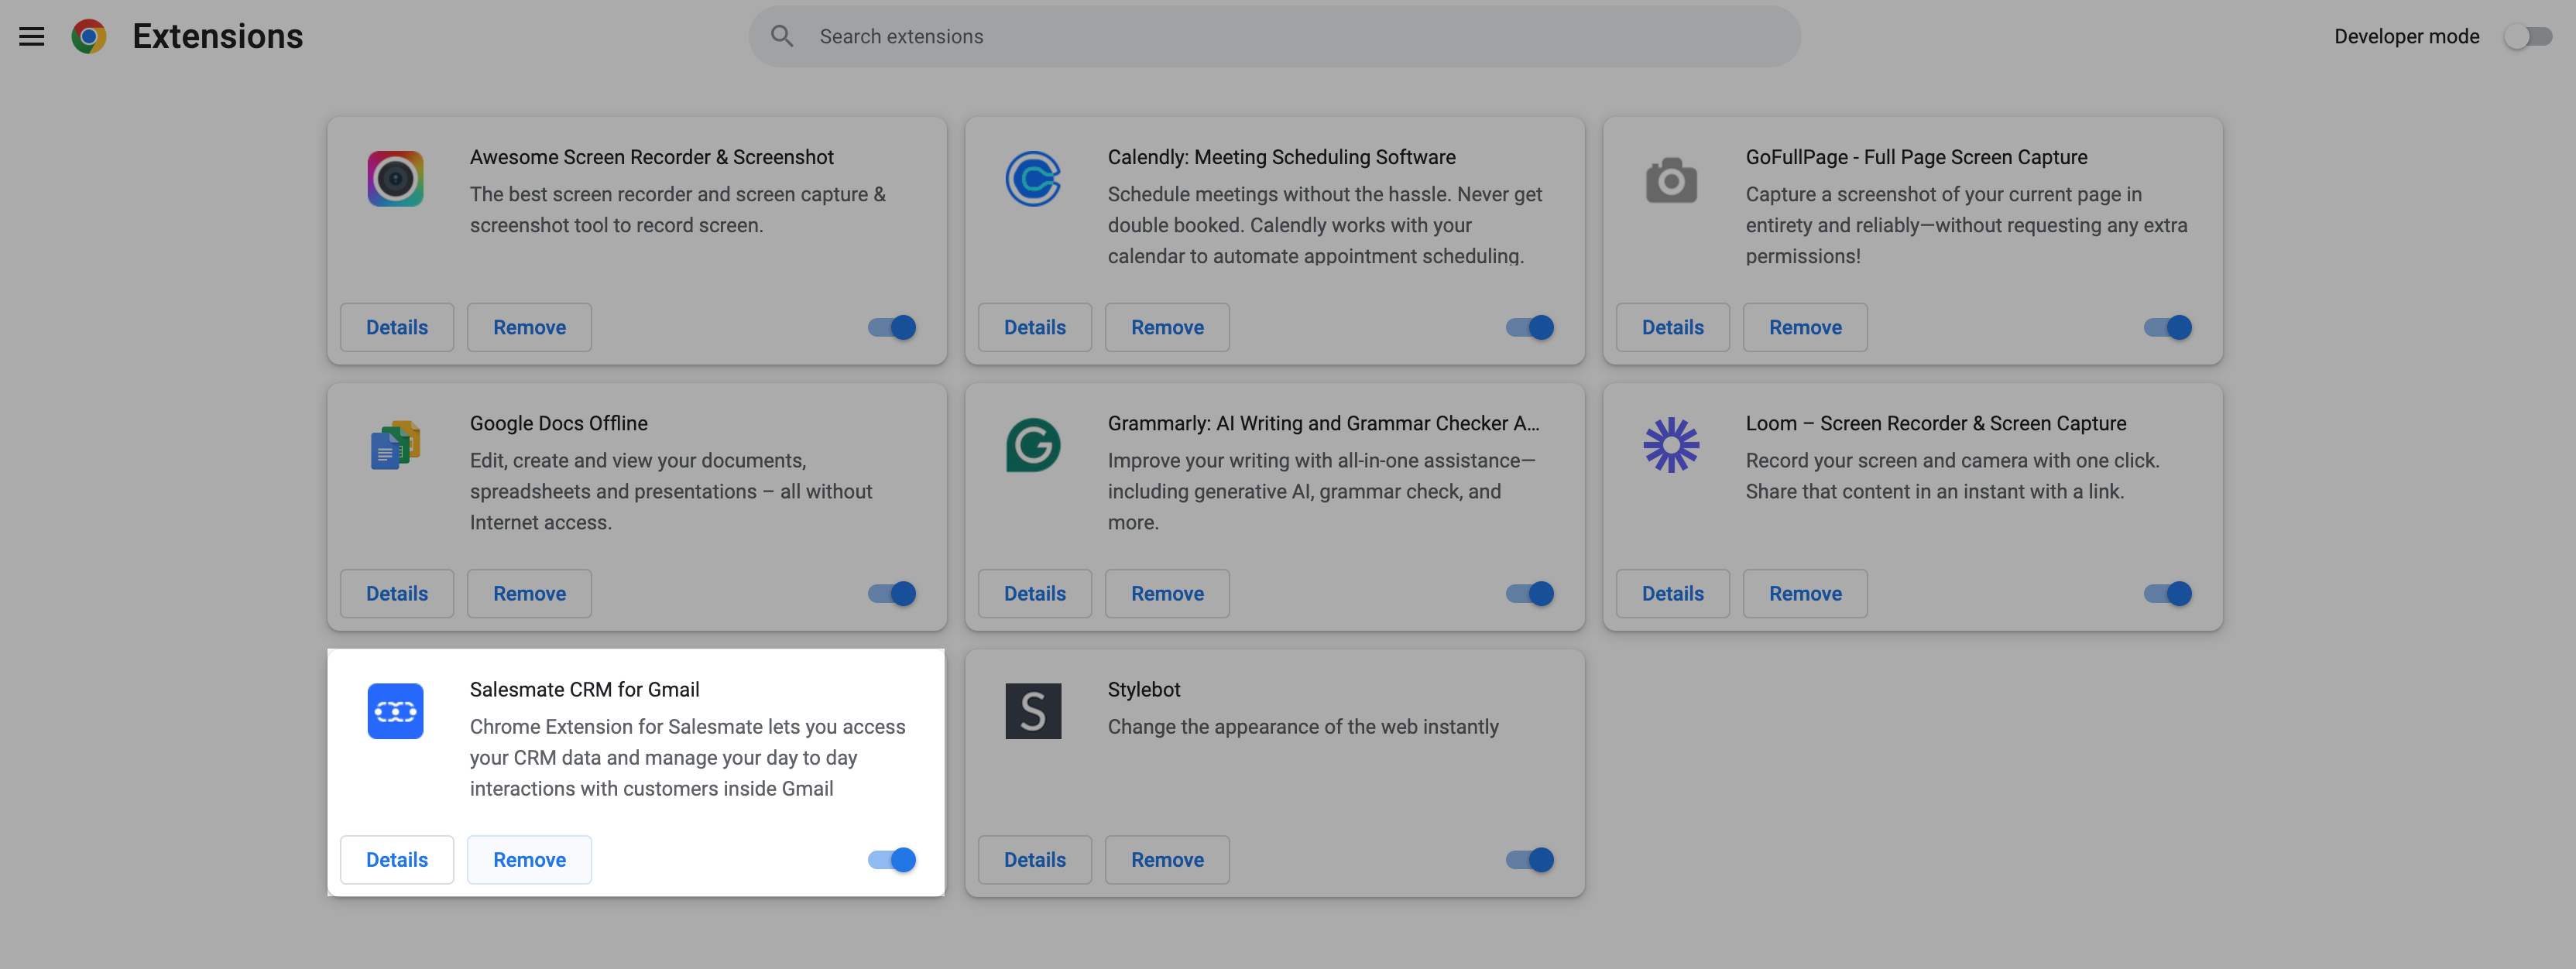 Extensions
Search extensions
Developer mode
Awesome Screen Recorder & Screenshot
The best screen recorder and screen capture &
screenshot tool to record screen.
Details
Remove
Calendly: Meeting Scheduling Software
Schedule meetings without the hassle. Never get
double booked. Calendly works with your
calendar to automate appointment scheduling.
Details
Remove
GoFullPage - Full Page Screen Capture
Capture a screenshot of your current page in
entirety and reliably—without requesting any extra
permissions!
Details
Remove
Google Docs Offline
Edit, create and view your documents,
spreadsheets and presentations – all without
Internet access.
Details
Remove
Grammarly: AI Writing and Grammar Checker A...
Improve your writing with all-in-one assistance—
including generative AI, grammar check, and
more.
Details
Remove
Loom – Screen Recorder & Screen Capture
Record your screen and camera with one click.
Share that content in an instant with a link.
Details
Remove
Salesmate CRM for Gmail
Chrome Extension for Salesmate lets you access
your CRM data and manage your day to day
interactions with customers inside Gmail
Details
Remove
S
Stylebot
Change the appearance of the web instantly
Details
Remove